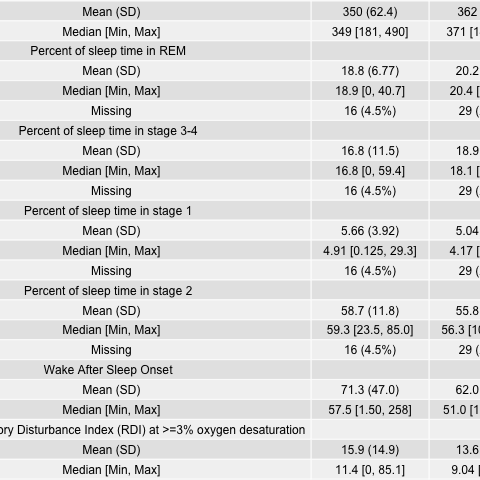 Mean (SD) 350 (62.4) 362
Median [Min, Max] 349 [181, 490] 371 [1
Percent of sleep time in REM
Mean (SD) 18.8 (6.77) 20.2
Median [Min, Max] 18.9 [0, 40.7] 20.4 [
Missing 16 (4.5%) 29 (
Percent of sleep time in stage 3-4
Mean (SD) 16.8 (11.5) 18.9
Median [Min, Max] 16.8 [0, 59.4] 18.1 [
Missing 16 (4.5%) 29 (
Percent of sleep time in stage 1
Mean (SD) 5.66 (3.92) 5.04
Median [Min, Max] 4.91 [0.125, 29.3] 4.17 [
Missing 16 (4.5%) 29 (
Percent of sleep time in stage 2
Mean (SD) 58.7 (11.8) 55.8
Median [Min, Max] 59.3 [23.5, 85.0] 56.3 [10
Missing 16 (4.5%) 29 (
Wake After Sleep Onset
Mean (SD) 71.3 (47.0) 62.0
Median [Min, Max] 57.5 [1.50, 258] 51.0 [1
ory Disturbance Index (RDI) at >=3% oxygen desaturation
Mean (SD) 15.9 (14.9) 13.6
Median [Min, Max] 11.4 [0, 85.1] 9.04 [